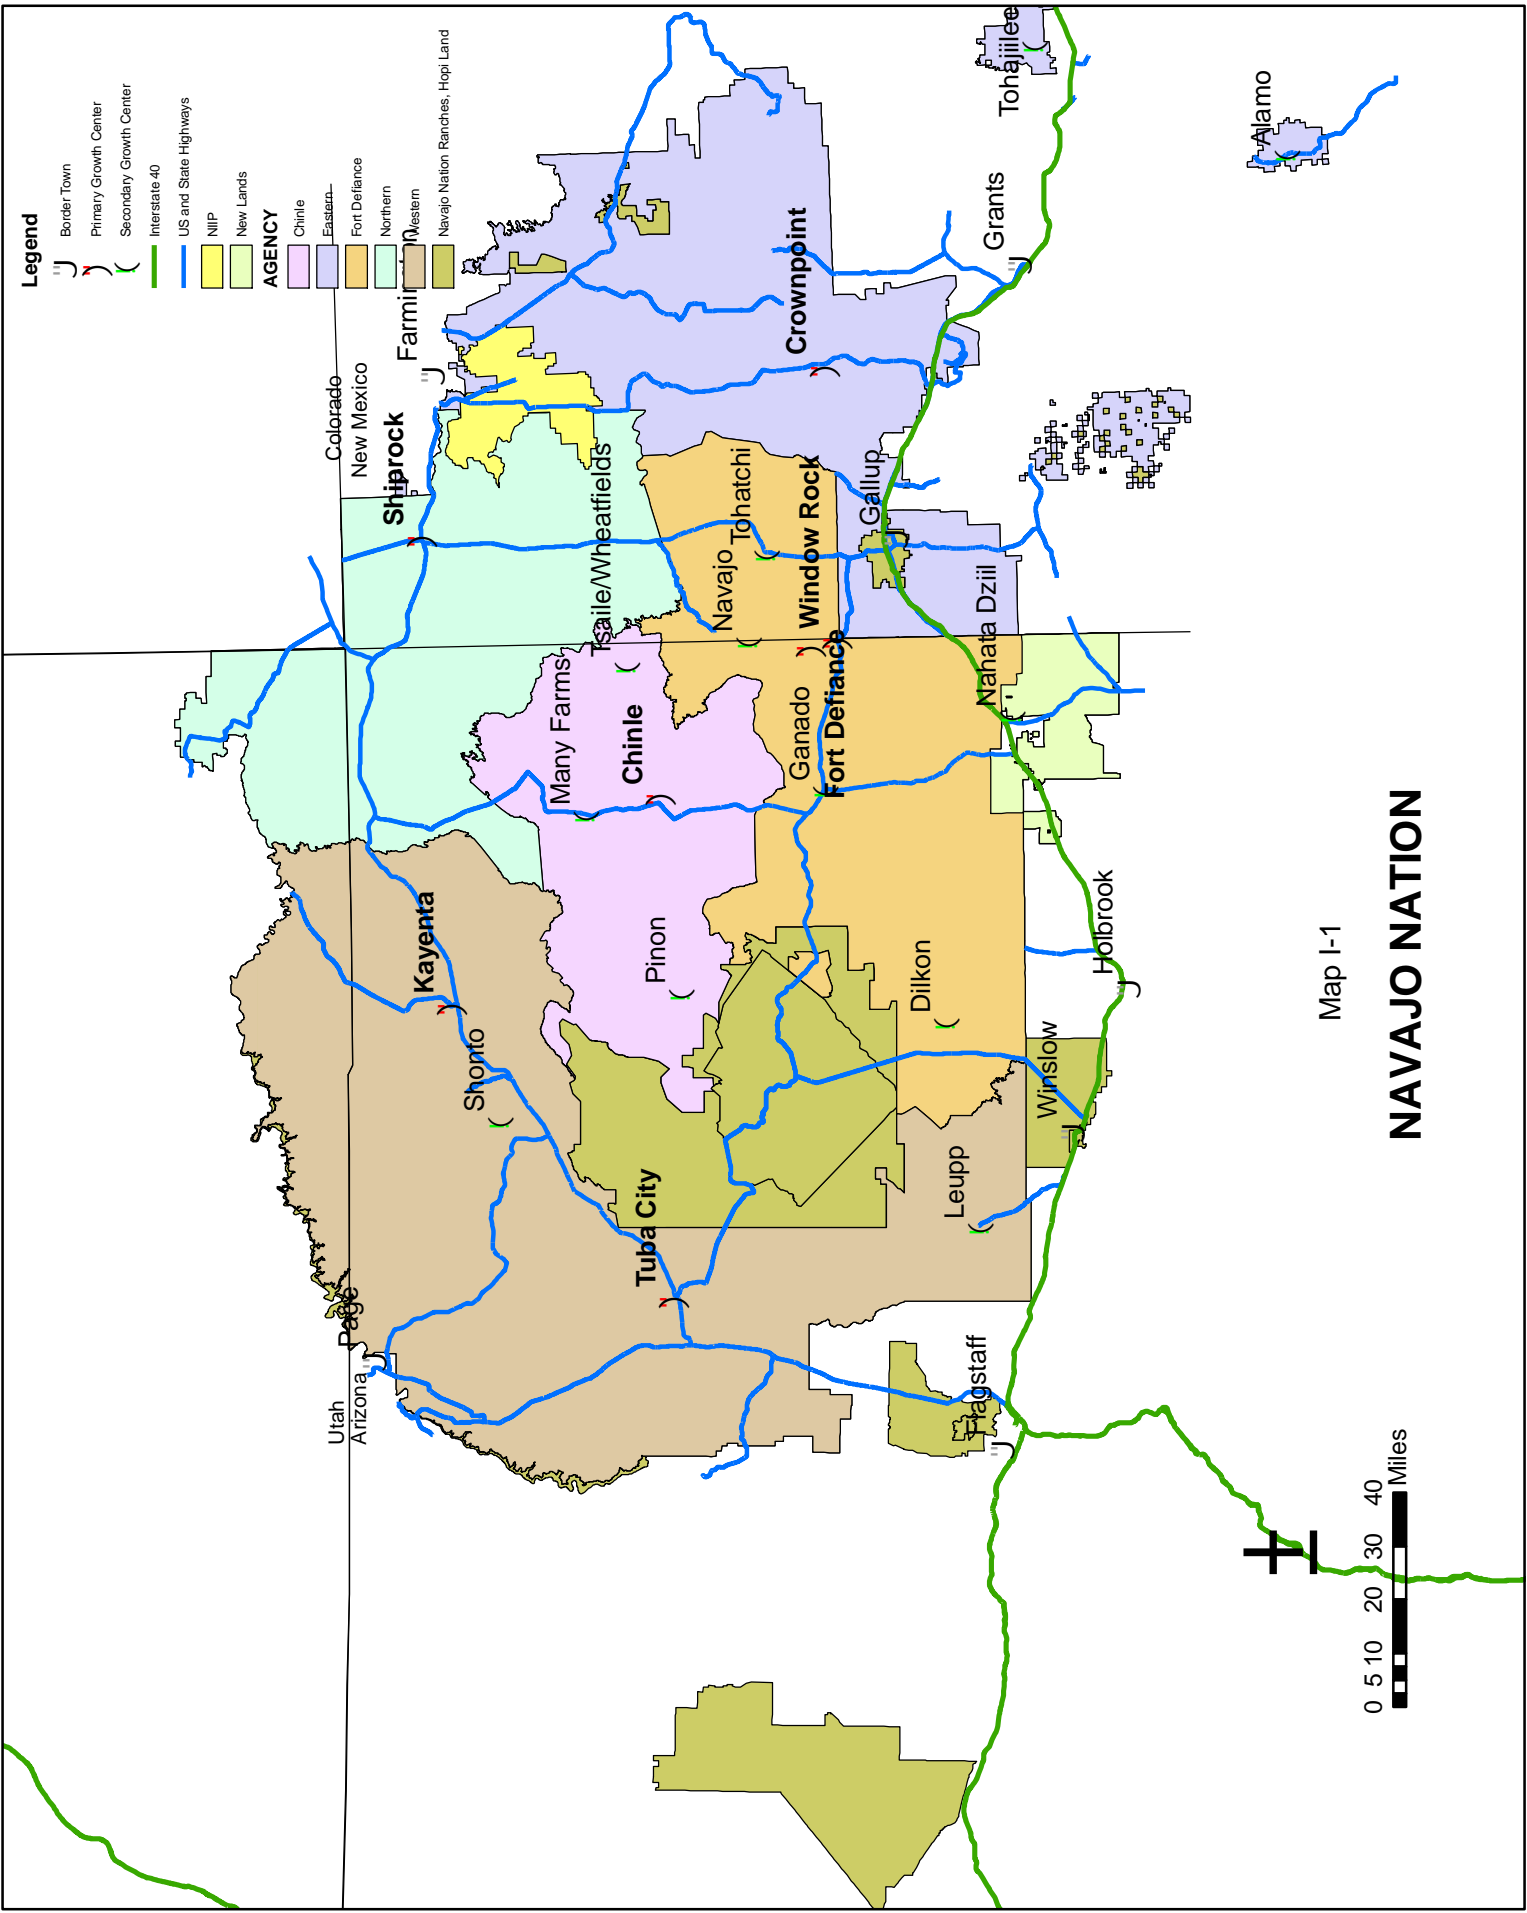 Legend
Border Town
Primary Growth Center
Secondary Growth Center
Interstate 40
US and State Highways
NIIP
New Lands
AGENCY
Chinle
Eastern
Fort Defiance
Northern
Western
Navajo Nation Ranches, Hopi Land
Utah
Arizona
Colorado
New Mexico
Page
Farmington
Shiprock
Kayenta
Shonto
Many Farms
Tsaile/Wheatfields
Chinle
Tuba City
Pinon
Navajo
Tohatchi
Crownpoint
Ganado
Window Rock
Fort Defiance
Gallup
Dilkon
Leupp
Nahata Dziil
Grants
Tohajiilee
Flagstaff
Winslow
Holbrook
Alamo
Map I-1
NAVAJO NATION
0 5 10 20 30 40
Miles